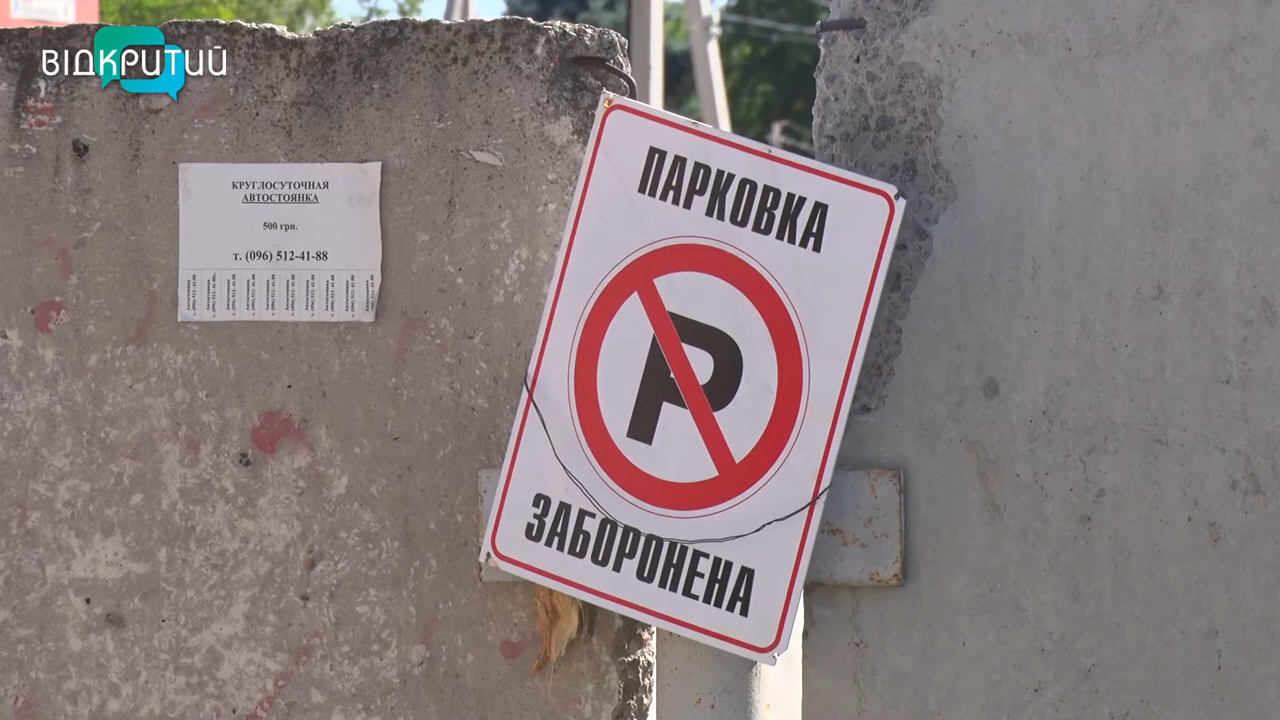 ВІДКРИТИЙ
КРУГЛОСУТОЧНАЯ
АВТОСТОЯНКА
500 грн.
т. (096) 512-41-88
ПАРКОВКА
P
ЗАБОРОНЕНА